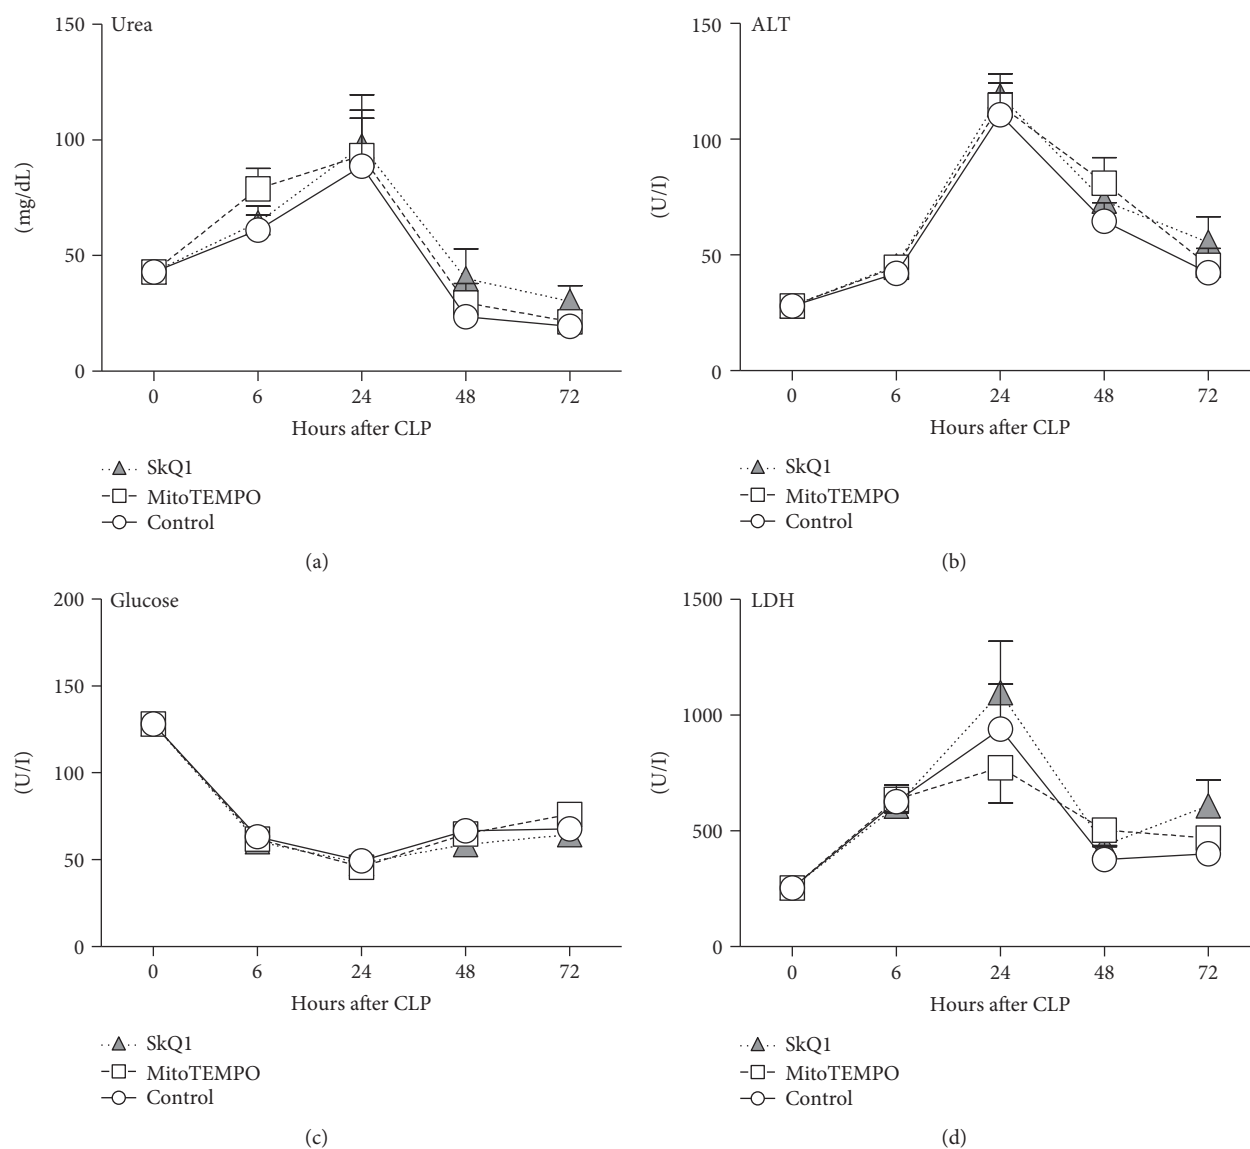 Urea
150
100
50
0
(mg/dL)
0 6 24 48 72
Hours after CLP
SkQ1
MitoTEMPO
Control
(a)
ALT
150
100
50
0
(U/I)
0 6 24 48 72
Hours after CLP
SkQ1
MitoTEMPO
Control
(b)
Glucose
200
150
100
50
0
(U/I)
0 6 24 48 72
Hours after CLP
SkQ1
MitoTEMPO
Control
(c)
LDH
1500
1000
500
0
(U/I)
0 6 24 48 72
Hours after CLP
SkQ1
MitoTEMPO
Control
(d)